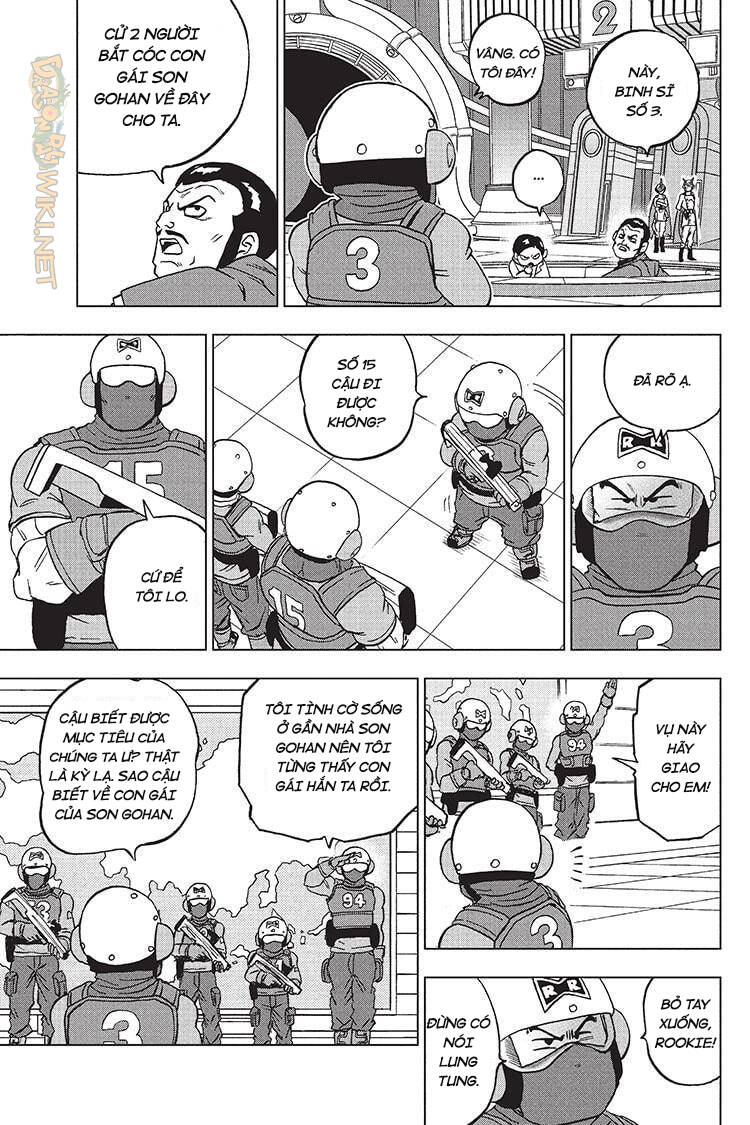 NÀY,
BINH SĨ
SỐ 3.
VÂNG. CÓ
TÔI ĐÂY!
2
...
3
CỬ 2 NGƯỜI
BẮT CÓC CON
GÁI SON
GOHAN VỀ ĐÂY
CHO TA.
DRAGON BALL
WIKI.NET
ĐÃ RÕ Ạ.
R R
3
SỐ 15
CẬU ĐI
ĐƯỢC
KHÔNG?
15
15
CỨ ĐỂ
TÔI LO.
VỤ NÀY
HÃY
GIAO
CHO EM!
94
3
TÔI TÌNH CỜ SỐNG
Ở GẦN NHÀ SON
GOHAN NÊN TÔI
TỪNG THẤY CON
GÁI HẮN TA RỒI.
CẬU BIẾT ĐƯỢC
MỤC TIÊU CỦA
CHÚNG TA Ư? THẬT
LÀ KỲ LẠ. SAO CẬU
BIẾT VỀ CON GÁI
CỦA SON GOHAN.
94
3
BỎ TAY
XUỐNG,
ROOKIE!
R R
ĐỪNG CÓ
NÓI
LUNG
TUNG.